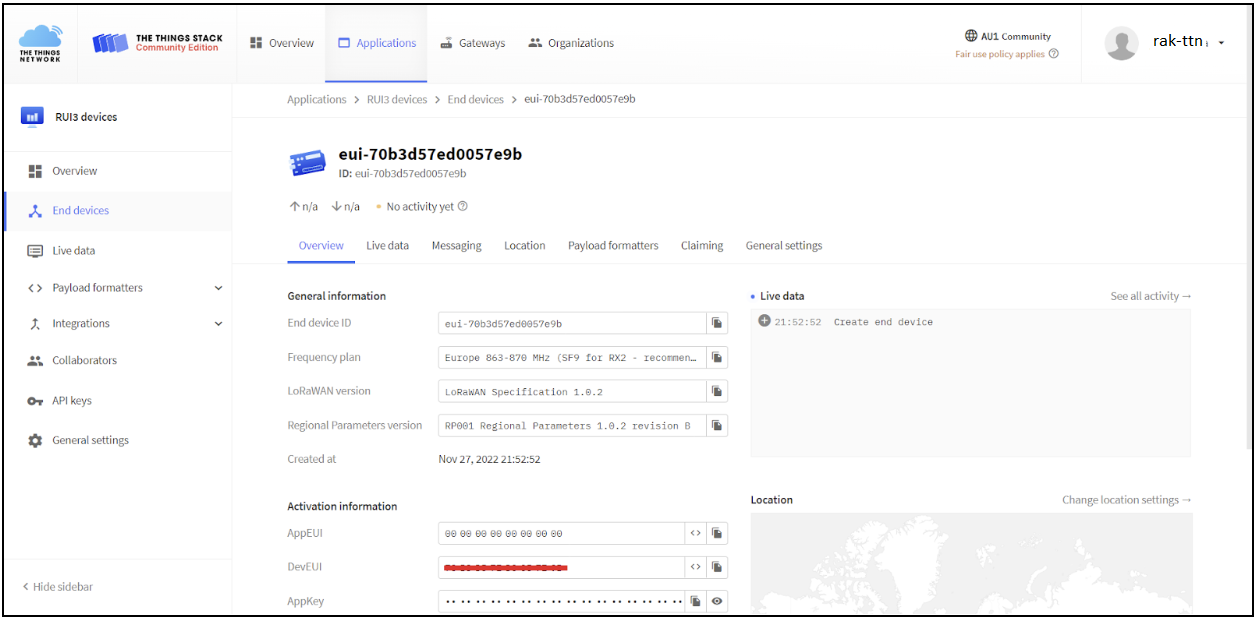 THE THINGS
NETWORK
THE THINGS STACK
Community Edition
Overview
Applications
Gateways
Organizations
AU1 Community
Fair use policy applies
rak-ttn
RUI3 devices
Overview
End devices
Live data
Payload formatters
Integrations
Collaborators
API keys
General settings
< Hide sidebar
Applications > RUI3 devices > End devices > eui-70b3d57ed0057e9b
eui-70b3d57ed0057e9b
ID: eui-70b3d57ed0057e9b
↑ n/a ↓ n/a • No activity yet
Overview Live data Messaging Location Payload formatters Claiming General settings
General information
End device ID eui-70b3d57ed0057e9b
Frequency plan Europe 863-870 MHz (SF9 for RX2 - recommen…
LoRaWAN version LoRaWAN Specification 1.0.2
Regional Parameters version RP001 Regional Parameters 1.0.2 revision B
Created at Nov 27, 2022 21:52:52
Activation information
AppEUI 00 00 00 00 00 00 00 00
DevEUI
AppKey
• Live data See all activity →
21:52:52 Create end device
Location Change location settings →